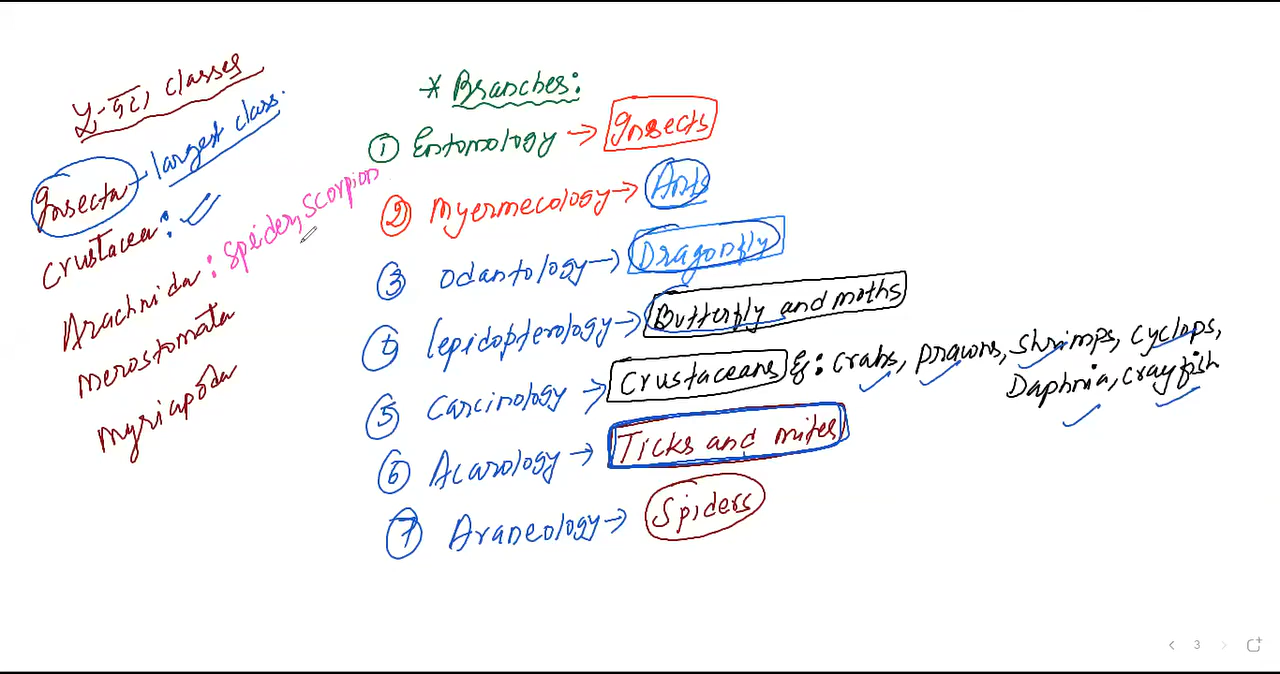 classes
Insecta - largest class.
Crustacea:
Arachnida: Spider, Scorpion
merostomata
myriapoda
* Branches:
① Entomology → Insects
② Myermecology → Ants
③ Odantology → Dragonfly
lepidopterology → Butterfly and moths
⑤ Carcinology → Crustaceans Eg: Crabs, prawns, Shrimps, Cyclops,
Daphnia, crayfish
⑥ Acarology → Ticks and mites
⑦ Araneology → Spiders
3